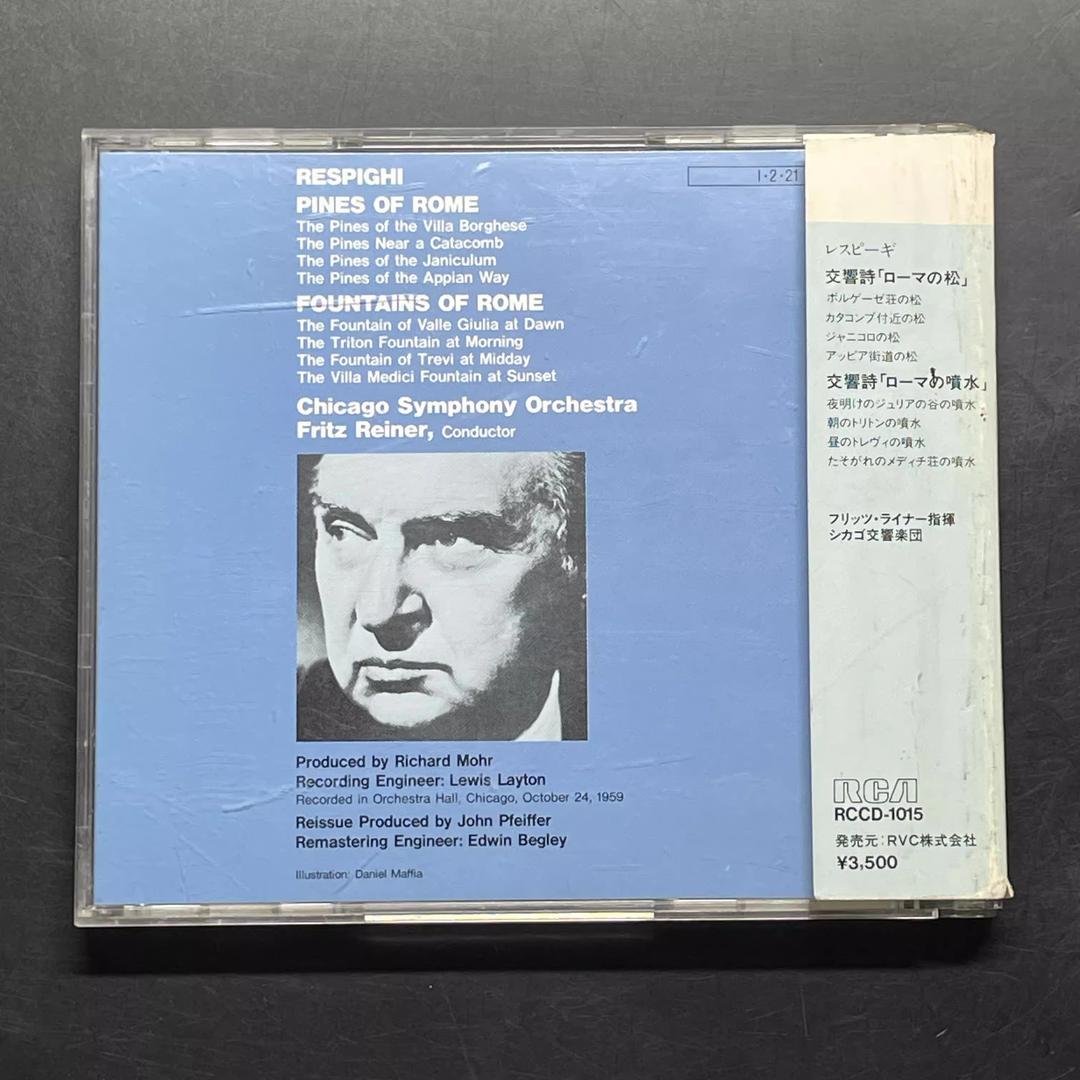 RESPIGHI
PINES OF ROME
The Pines of the Villa Borghese
The Pines Near a Catacomb
The Pines of the Janiculum
The Pines of the Appian Way
FOUNTAINS OF ROME
The Fountain of Valle Giulia at Dawn
The Triton Fountain at Morning
The Fountain of Trevi at Midday
The Villa Medici Fountain at Sunset
Chicago Symphony Orchestra
Fritz Reiner, Conductor
Produced by Richard Mohr
Recording Engineer: Lewis Layton
Recorded in Orchestra Hall, Chicago, October 24, 1959
Reissue Produced by John Pfeiffer
Remastering Engineer: Edwin Begley
Illustration: Daniel Maffia
1·2·21
レスピーギ
交響詩「ローマの松」
ボルゲーゼ荘の松
カタコンブ付近の松
ジャニコロの松
アッピア街道の松
交響詩「ローマの噴水」
夜明けのジュリアの谷の噴水
朝のトリトンの噴水
昼のトレヴィの噴水
たそがれのメディチ荘の噴水
フリッツ・ライナー指揮
シカゴ交響楽団
RCA
RCCD-1015
発売元:RVC株式会社
¥3,500